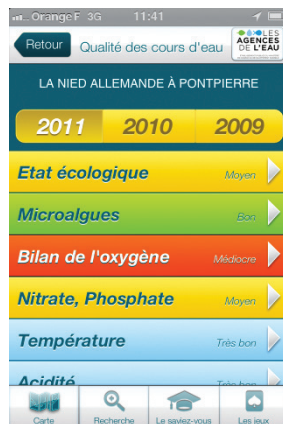 Orange F 3G 11:41
Retour Qualité des cours d'eau LES AGENCES DE L'EAU
LA NIED ALLEMANDE À PONTPIERRE
2011 2010 2009
Etat écologique Moyen
Microalgues Bon
Bilan de l'oxygène Médiocre
Nitrate, Phosphate Moyen
Température Très bon
Acidité Très bon
Carte Recherche Le saviez-vous Les jeux